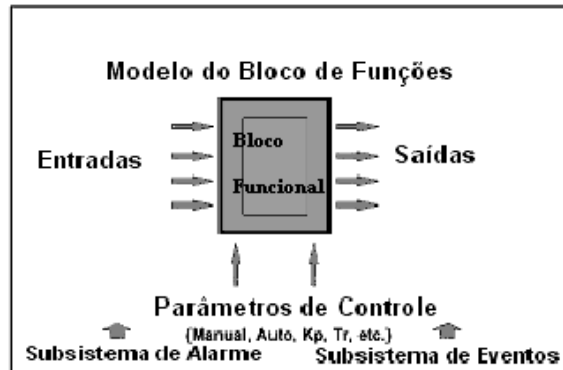 Modelo do Bloco de Funções
Bloco
Entradas
Saídas
Funcional
Parâmetros de Controle
(Manual, Auto, Kp, Tr, etc.)
Subsistema de Alarme
Subsistema de Eventos